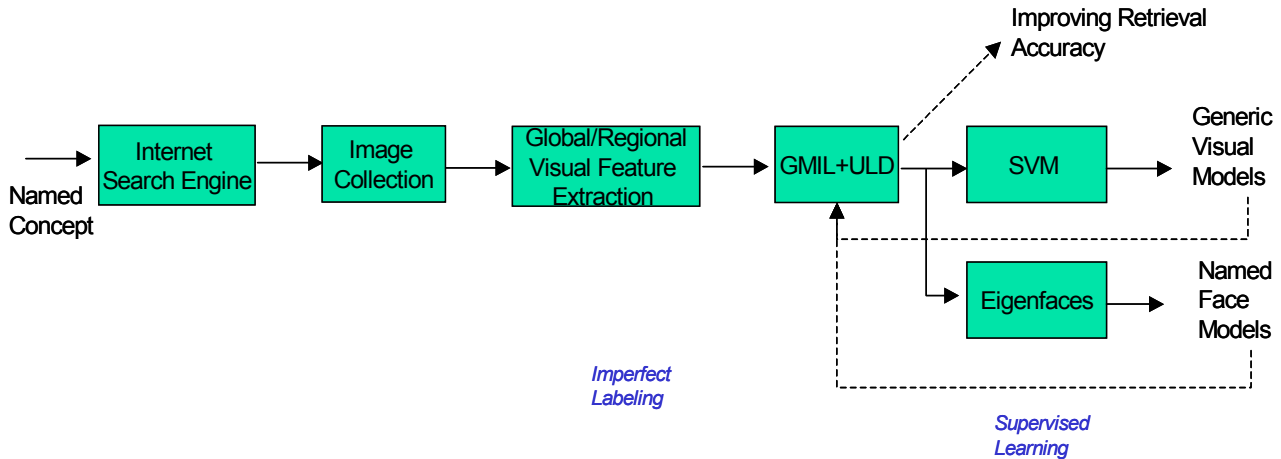 Improving Retrieval
Accuracy
Named
Concept
Internet
Search Engine
Image
Collection
Global/Regional
Visual Feature
Extraction
GMIL+ULD
SVM
Generic
Visual
Models
Eigenfaces
Named
Face
Models
Imperfect
Labeling
Supervised
Learning